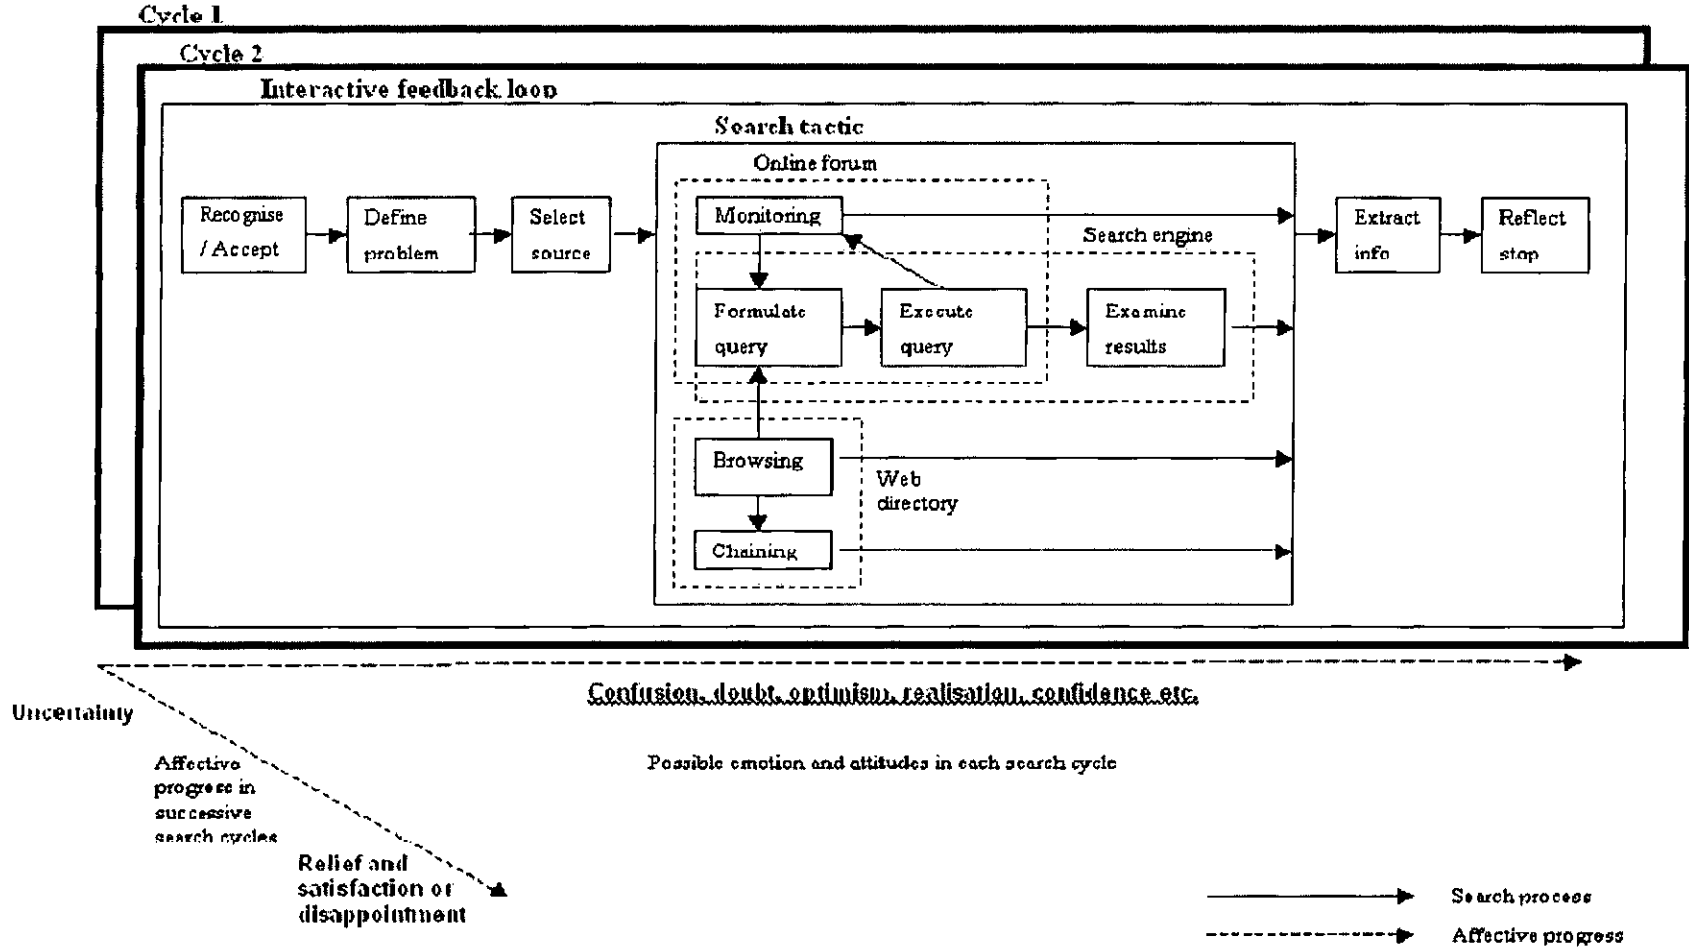 Cycle 1
Cycle 2
Interactive feedback loop
Search tactic
Online forum
Recognise
/ Accept
Define
problem
Select
source
Monitoring
Search engine
Formulate
query
Execute
query
Examine
results
Browsing
Web
directory
Chaining
Extract
info
Reflect
stop
Confusion, doubt, optimism, realisation, confidence etc.
Uncertainty
Affective
progress in
successive
search cycles
Possible emotion and attitudes in each search cycle
Relief and
satisfaction or
disappointment
Search process
Affective progress